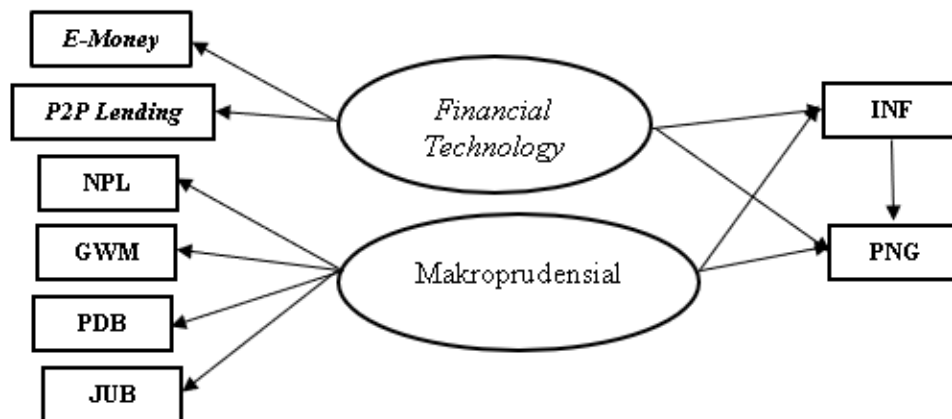 E-Money
P2P Lending
NPL
GWM
PDB
JUB
Financial
Technology
Makroprudensial
INF
PNG